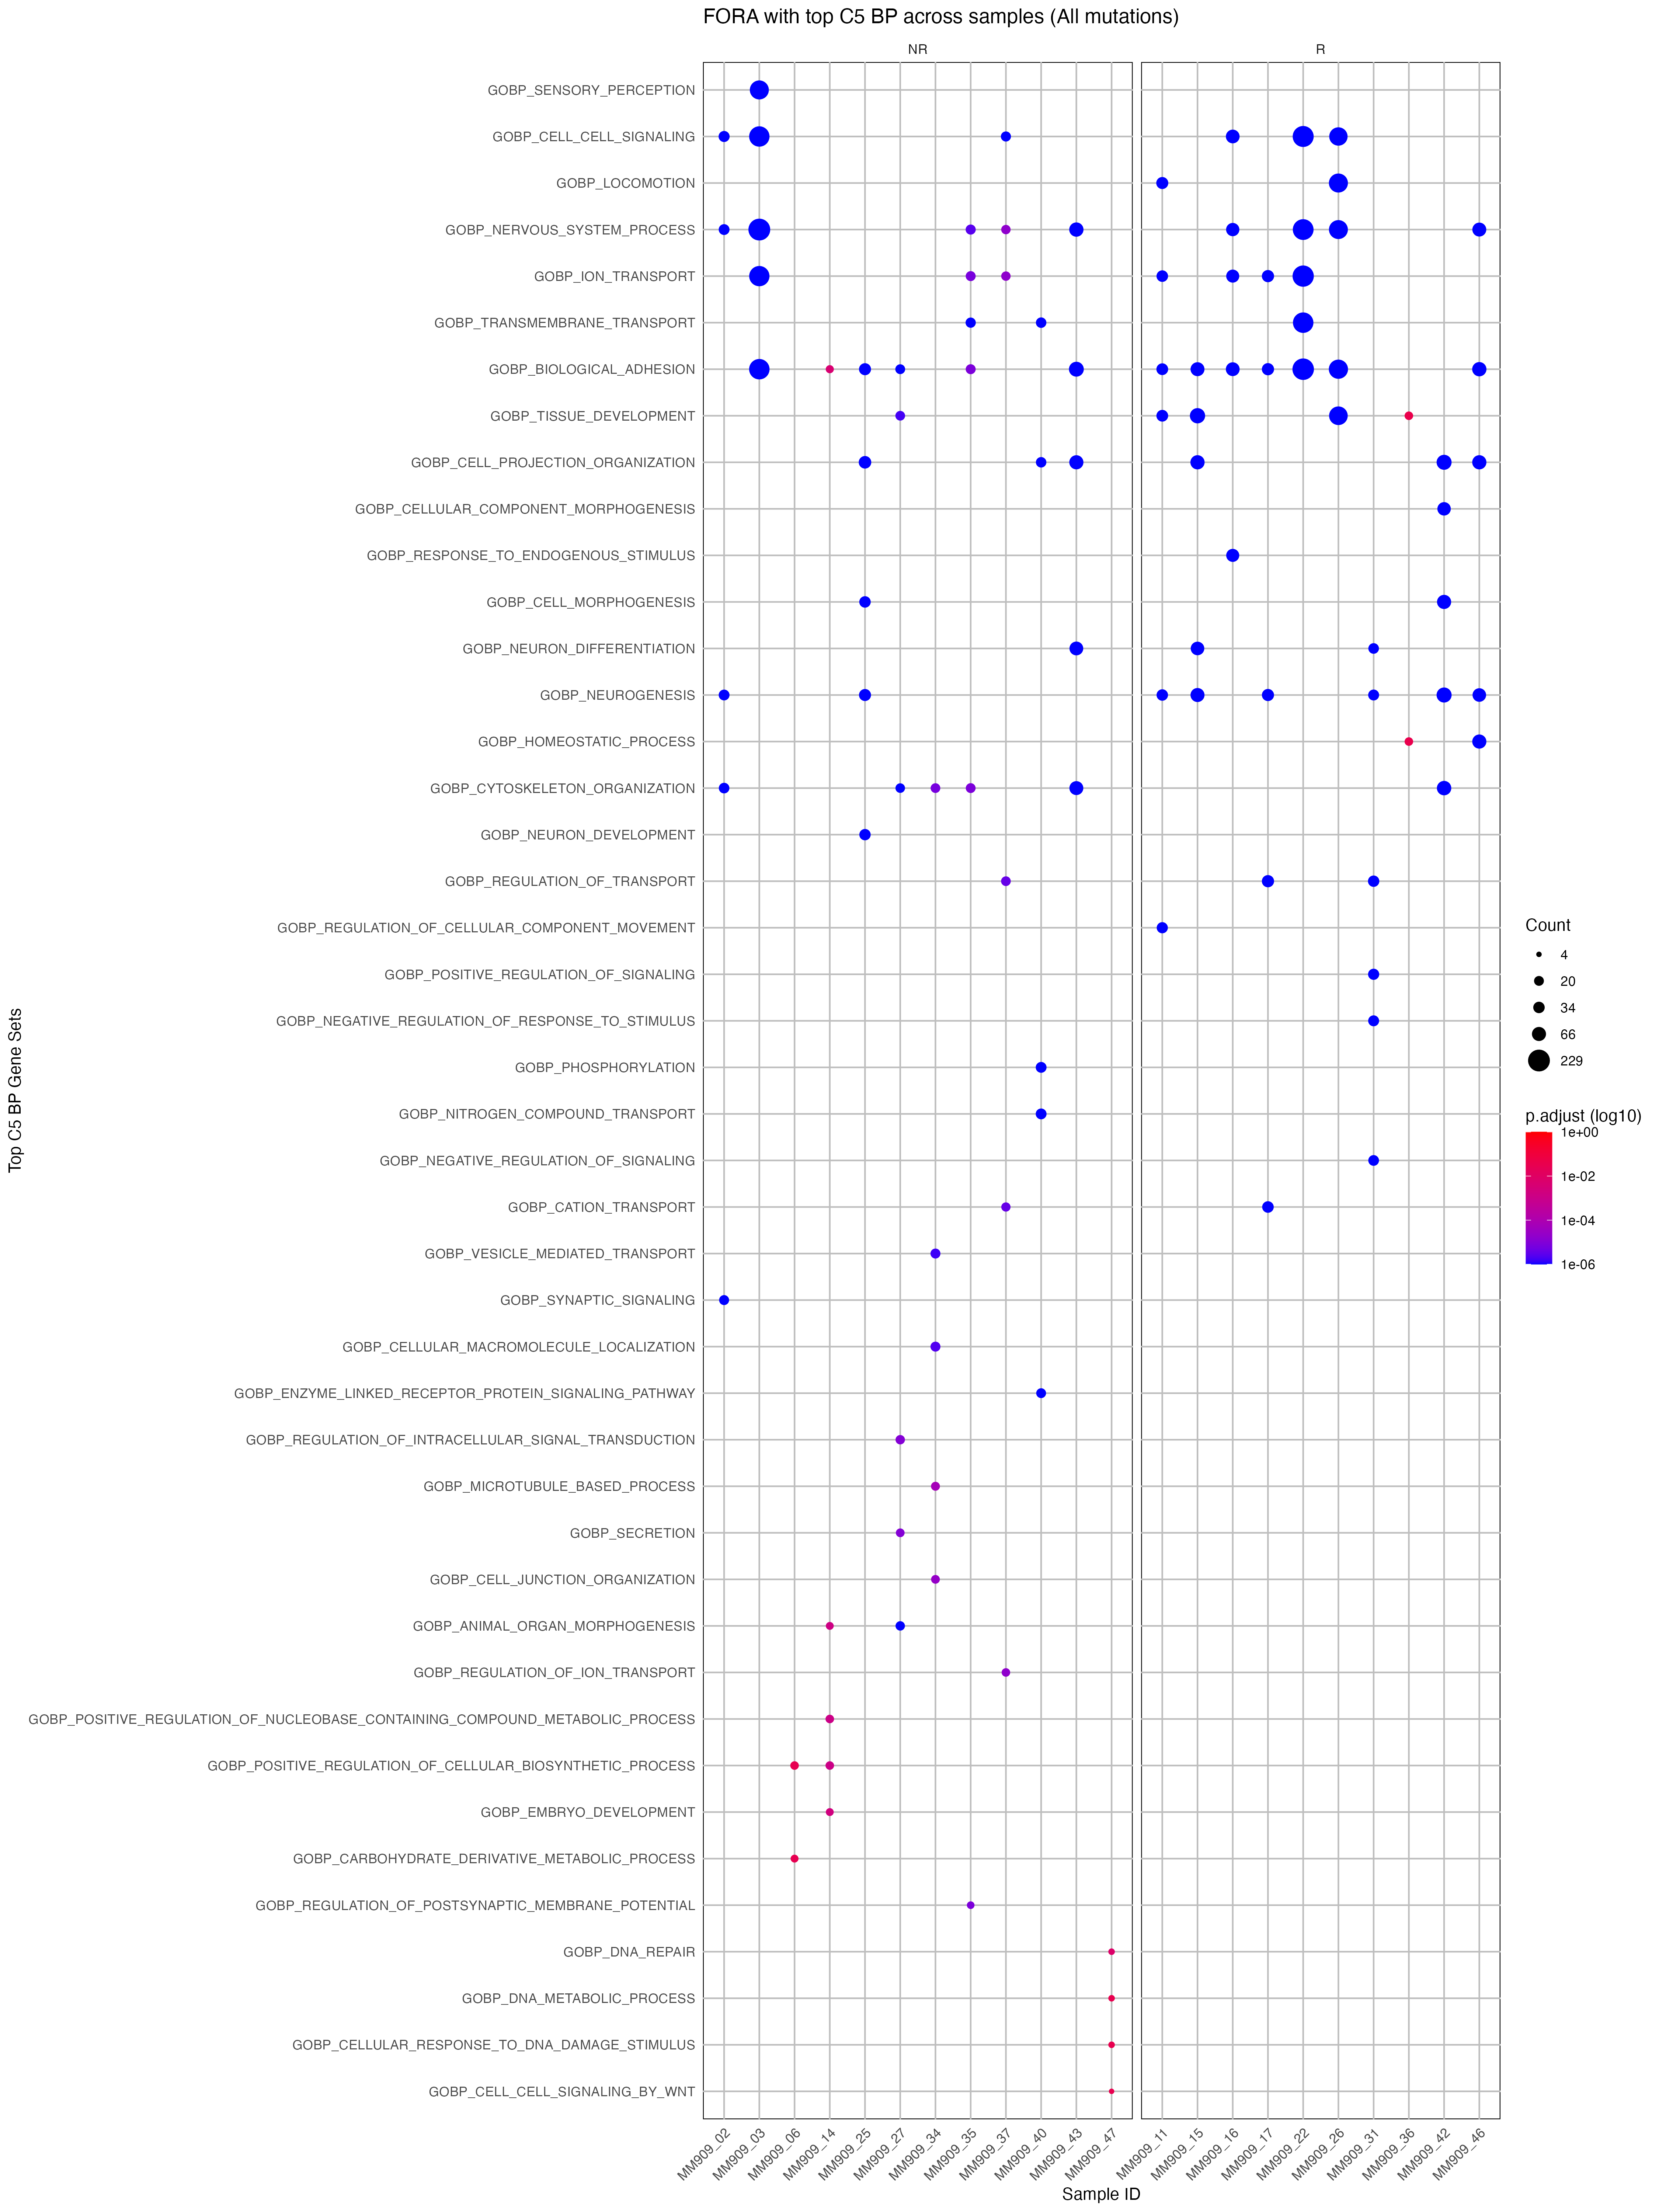 FORA with top C5 BP across samples (All mutations)
NR
R
GOBP_SENSORY_PERCEPTION
GOBP_CELL_CELL_SIGNALING
GOBP_LOCOMOTION
GOBP_NERVOUS_SYSTEM_PROCESS
GOBP_ION_TRANSPORT
GOBP_TRANSMEMBRANE_TRANSPORT
GOBP_BIOLOGICAL_ADHESION
GOBP_TISSUE_DEVELOPMENT
GOBP_CELL_PROJECTION_ORGANIZATION
GOBP_CELLULAR_COMPONENT_MORPHOGENESIS
GOBP_RESPONSE_TO_ENDOGENOUS_STIMULUS
GOBP_CELL_MORPHOGENESIS
GOBP_NEURON_DIFFERENTIATION
GOBP_NEUROGENESIS
GOBP_HOMEOSTATIC_PROCESS
GOBP_CYTOSKELETON_ORGANIZATION
GOBP_NEURON_DEVELOPMENT
GOBP_REGULATION_OF_TRANSPORT
GOBP_REGULATION_OF_CELLULAR_COMPONENT_MOVEMENT
GOBP_POSITIVE_REGULATION_OF_SIGNALING
GOBP_NEGATIVE_REGULATION_OF_RESPONSE_TO_STIMULUS
GOBP_PHOSPHORYLATION
GOBP_NITROGEN_COMPOUND_TRANSPORT
GOBP_NEGATIVE_REGULATION_OF_SIGNALING
GOBP_CATION_TRANSPORT
GOBP_VESICLE_MEDIATED_TRANSPORT
GOBP_SYNAPTIC_SIGNALING
GOBP_CELLULAR_MACROMOLECULE_LOCALIZATION
GOBP_ENZYME_LINKED_RECEPTOR_PROTEIN_SIGNALING_PATHWAY
GOBP_REGULATION_OF_INTRACELLULAR_SIGNAL_TRANSDUCTION
GOBP_MICROTUBULE_BASED_PROCESS
GOBP_SECRETION
GOBP_CELL_JUNCTION_ORGANIZATION
GOBP_ANIMAL_ORGAN_MORPHOGENESIS
GOBP_REGULATION_OF_ION_TRANSPORT
GOBP_POSITIVE_REGULATION_OF_NUCLEOBASE_CONTAINING_COMPOUND_METABOLIC_PROCESS
GOBP_POSITIVE_REGULATION_OF_CELLULAR_BIOSYNTHETIC_PROCESS
GOBP_EMBRYO_DEVELOPMENT
GOBP_CARBOHYDRATE_DERIVATIVE_METABOLIC_PROCESS
GOBP_REGULATION_OF_POSTSYNAPTIC_MEMBRANE_POTENTIAL
GOBP_DNA_REPAIR
GOBP_DNA_METABOLIC_PROCESS
GOBP_CELLULAR_RESPONSE_TO_DNA_DAMAGE_STIMULUS
GOBP_CELL_CELL_SIGNALING_BY_WNT
Top C5 BP Gene Sets
MM909_02
MM909_03
MM909_06
MM909_14
MM909_25
MM909_27
MM909_34
MM909_35
MM909_37
MM909_40
MM909_43
MM909_47
MM909_11
MM909_15
MM909_16
MM909_17
MM909_22
MM909_26
MM909_31
MM909_36
MM909_42
MM909_46
Sample ID
Count
4
20
34
66
229
p.adjust (log10)
1e+00
1e-02
1e-04
1e-06